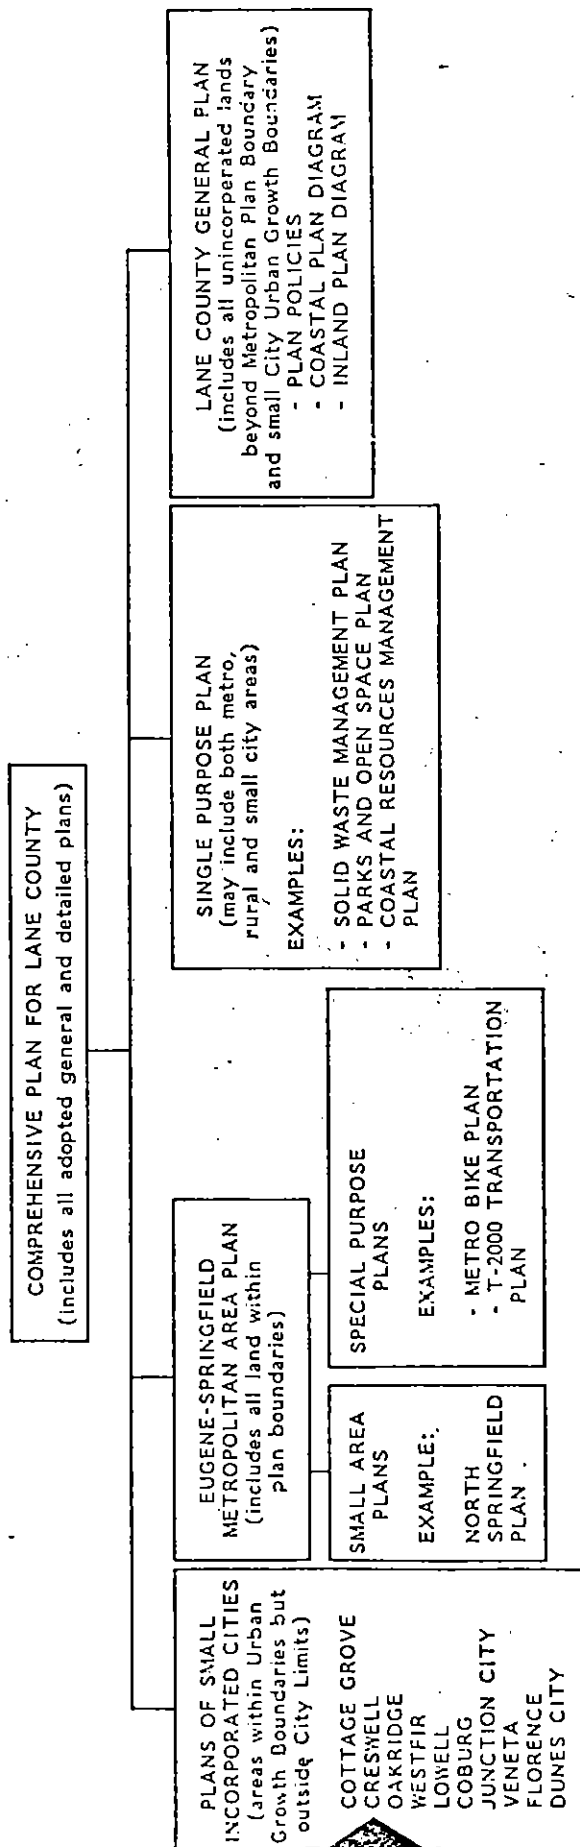 COMPREHENSIVE PLAN FOR LANE COUNTY
(includes all adopted general and detailed plans)
PLANS OF SMALL
INCORPORATED CITIES
(areas within Urban
Growth Boundaries but
outside City Limits)
COTTAGE GROVE
CRESWELL
OAKRIDGE
WESTFIR
LOWELL
COBURG
JUNCTION CITY
VENETA
FLORENCE
DUNES CITY
EUGENE-SPRINGFIELD
METROPOLITAN AREA PLAN
(includes all land within
plan boundaries)
SMALL AREA
PLANS
EXAMPLE:
NORTH
SPRINGFIELD
PLAN
SPECIAL PURPOSE
PLANS
EXAMPLES:
- METRO BIKE PLAN
- T-2000 TRANSPORTATION
PLAN
SINGLE PURPOSE PLAN
(may include both metro,
rural and small city areas)
EXAMPLES:
- SOLID WASTE MANAGEMENT PLAN
- PARKS AND OPEN SPACE PLAN
- COASTAL RESOURCES MANAGEMENT
PLAN
LANE COUNTY GENERAL PLAN
(includes all unincorperated lands
beyond Metropolitan Plan Boundary
and small City Urban Growth Boundaries)
- PLAN POLICIES
- COASTAL PLAN DIAGRAM
- INLAND PLAN DIAGRAM